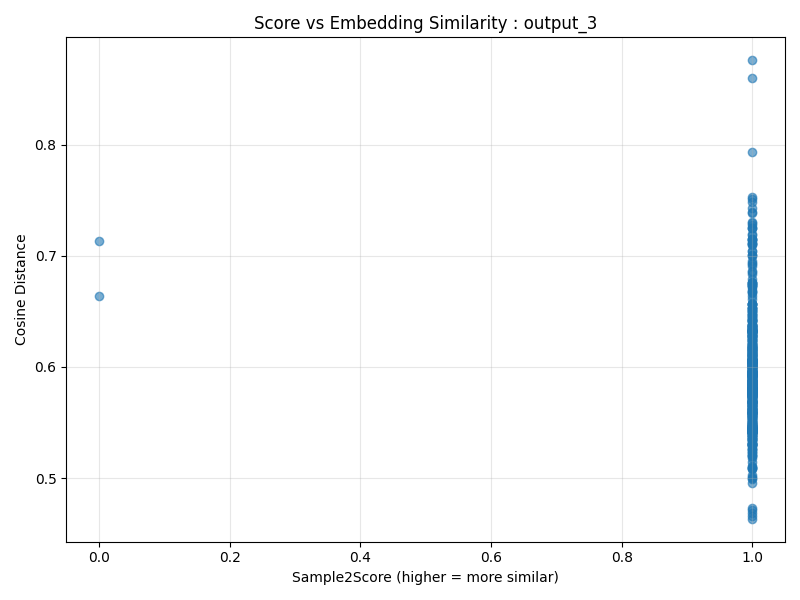 Score vs Embedding Similarity : output_3
Cosine Distance
0.8
0.7
0.6
0.5
0.0 0.2 0.4 0.6 0.8 1.0
Sample2Score (higher = more similar)